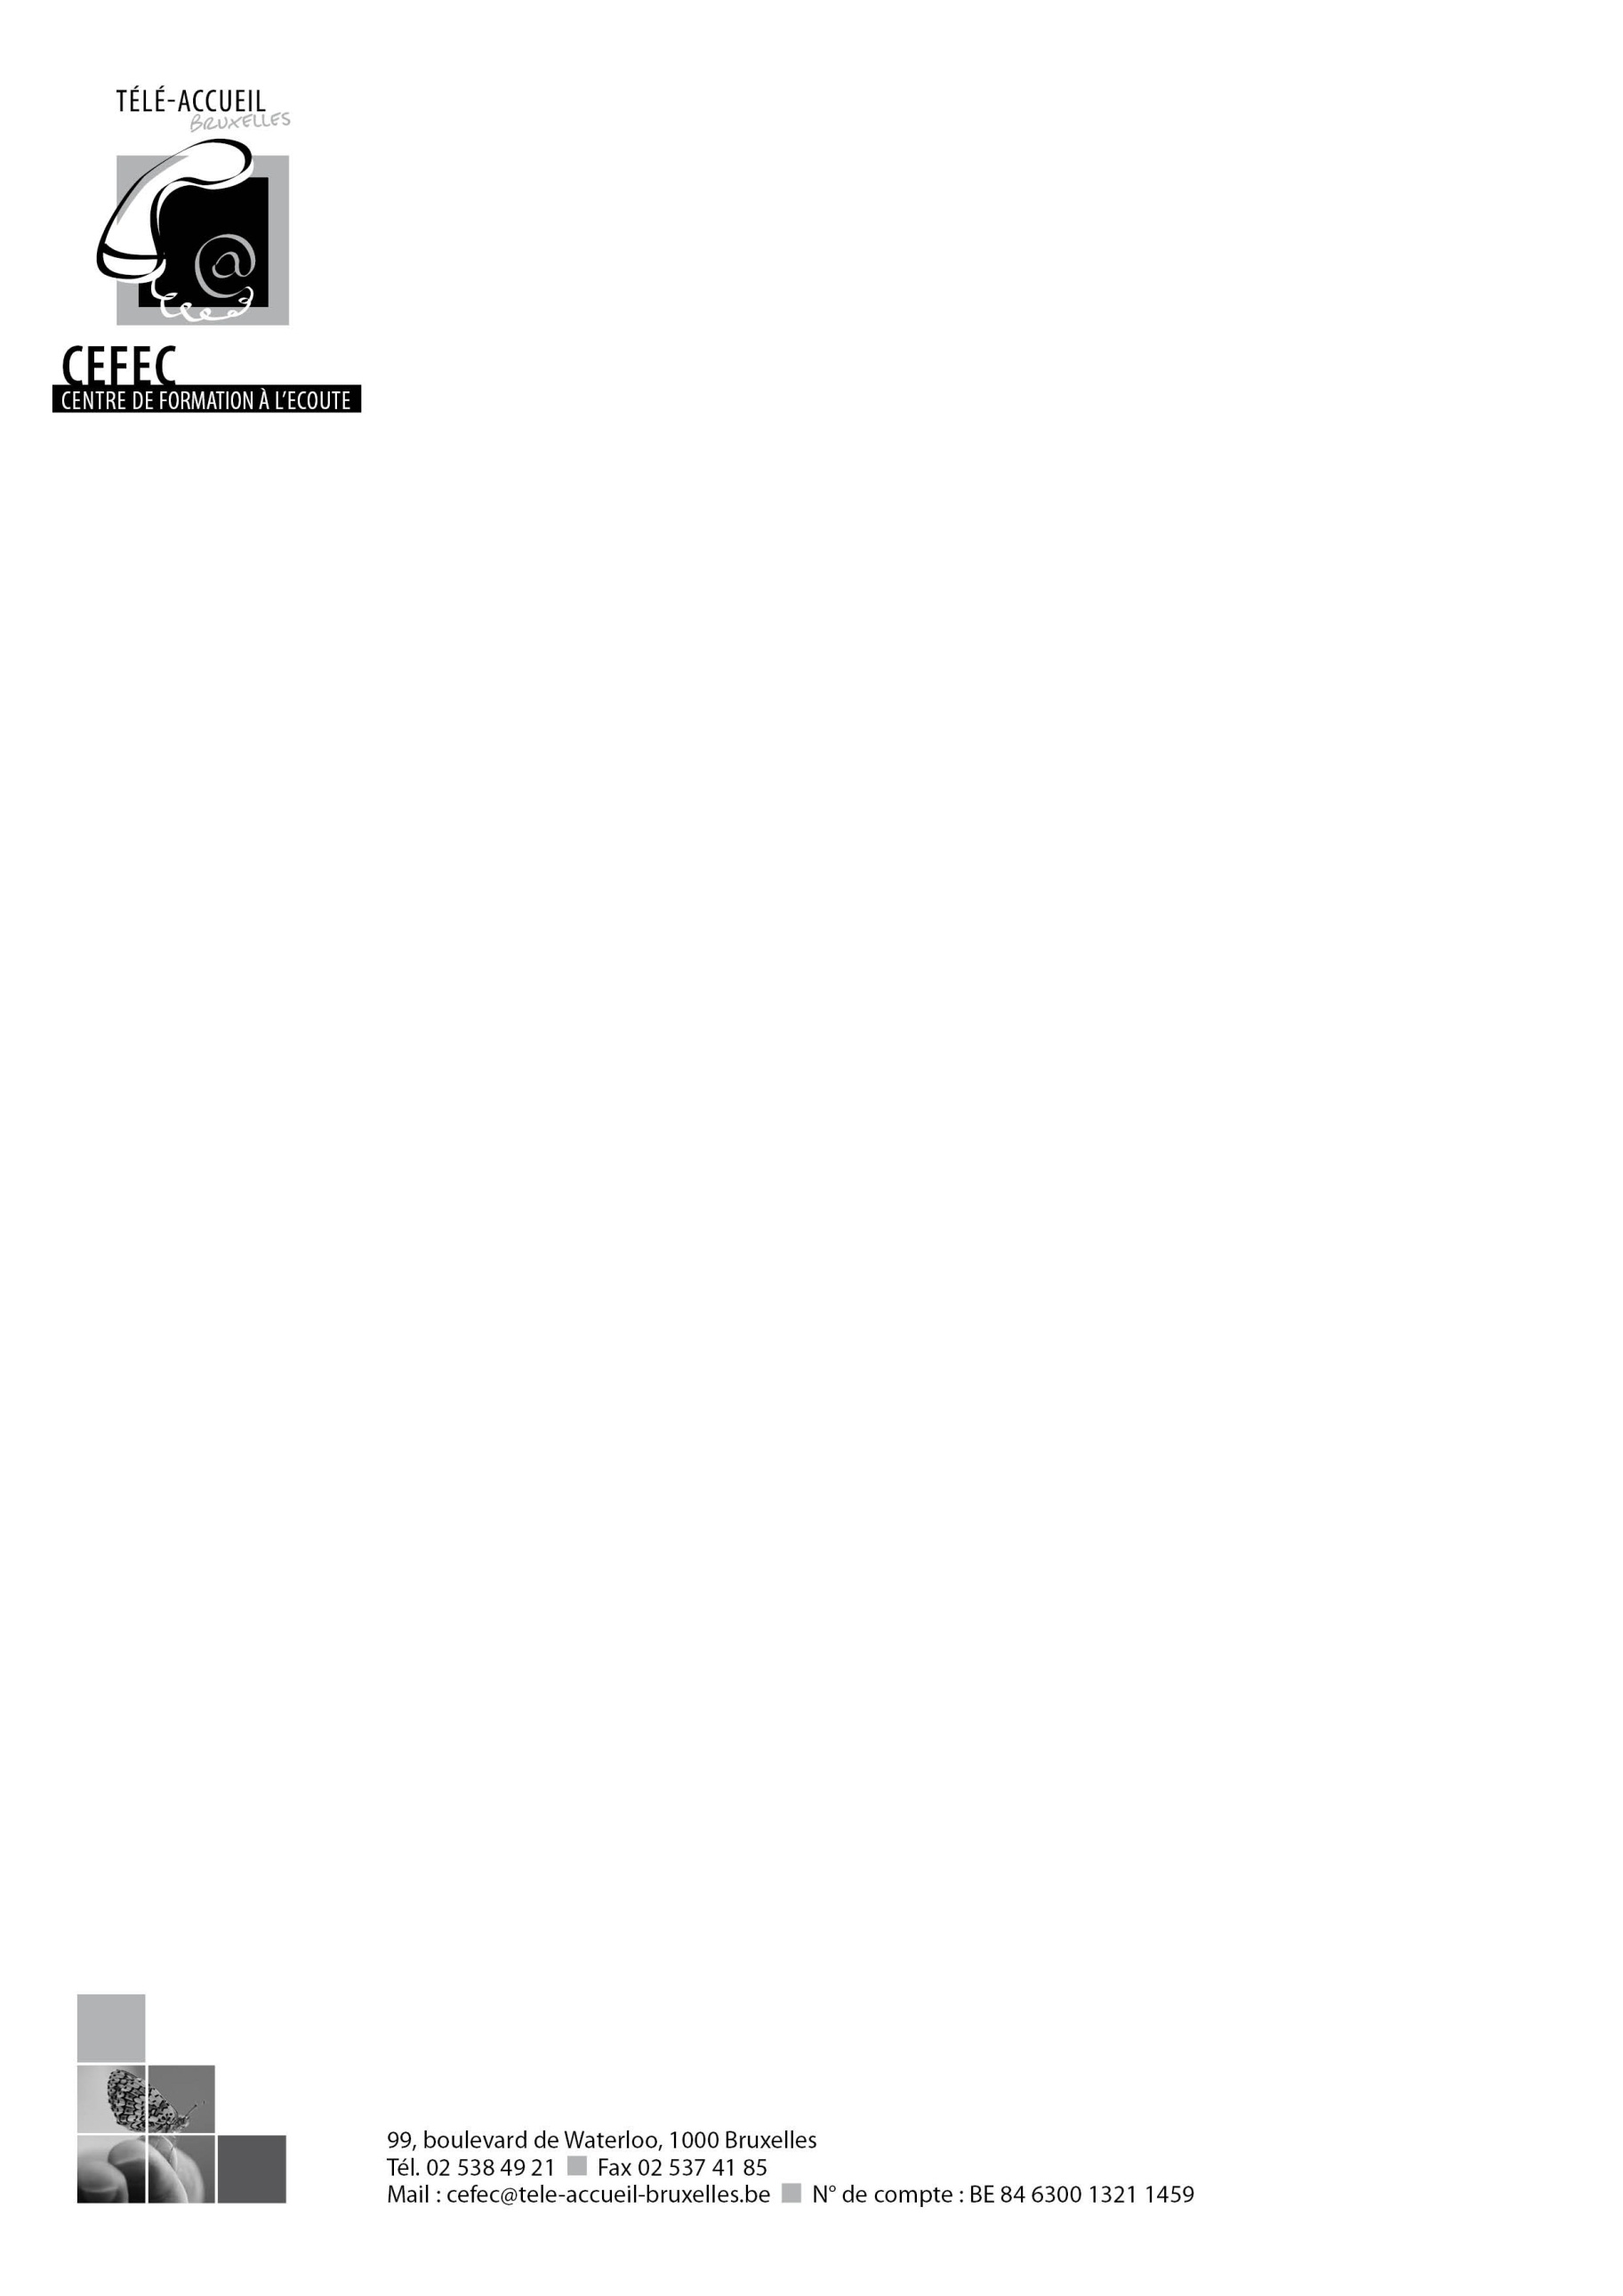 TÉLÉ-ACCUEIL
BRUXELLES
@
CEFEC
CENTRE DE FORMATION À L'ECOUTE
99, boulevard de Waterloo, 1000 Bruxelles
Tél. 02 538 49 21 Fax 02 537 41 85
Mail : cefec@tele-accueil-bruxelles.be N° de compte : BE 84 6300 1321 1459